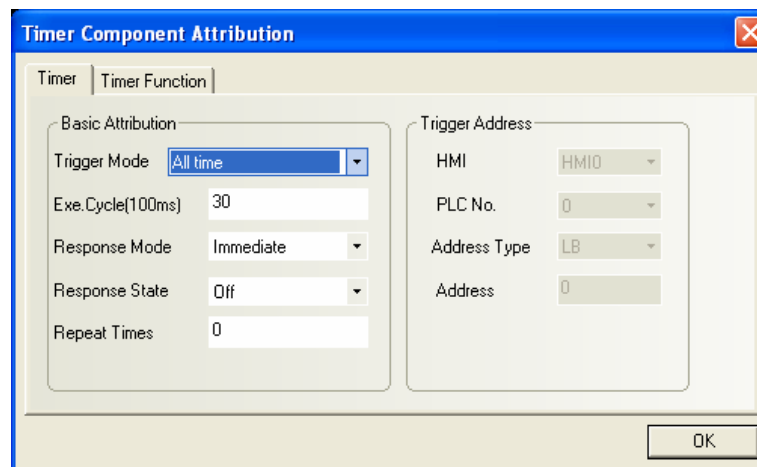 Timer Component Attribution
Timer
Timer Function
Basic Attribution
Trigger Mode All time
Exe.Cycle(100ms) 30
Response Mode Immediate
Response State Off
Repeat Times 0
Trigger Address
HMI HMI0
PLC No. 0
Address Type LB
Address 0
OK